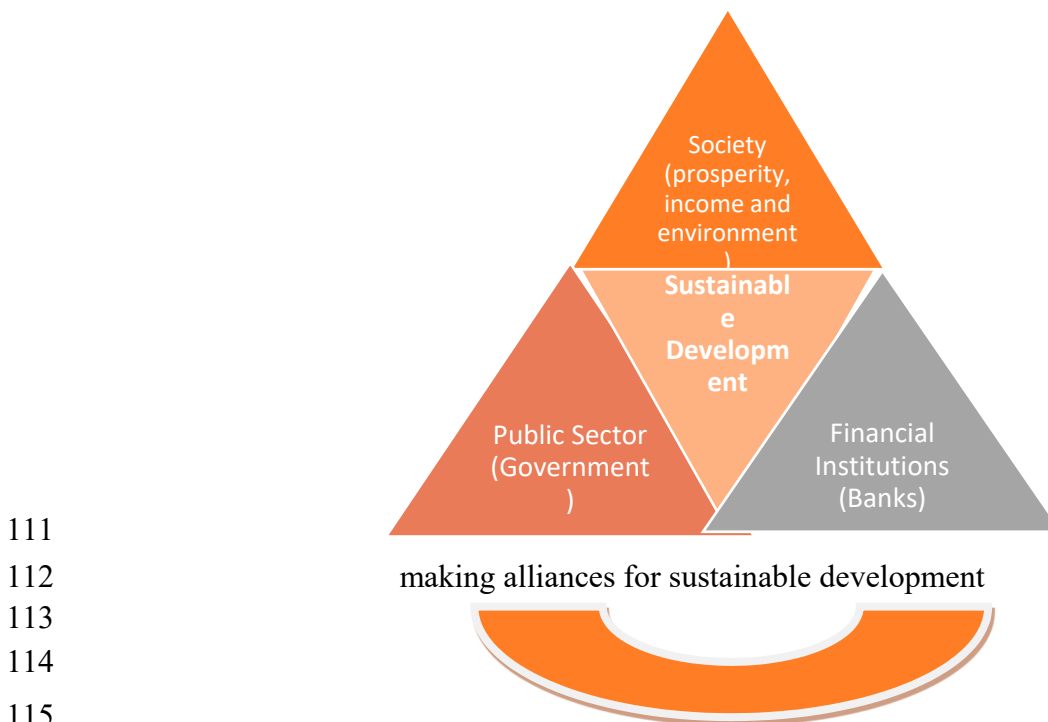 Society
(prosperity,
income and
environment
)
Sustainabl
e
Developm
ent
Public Sector
(Government
)
Financial
Institutions
(Banks)
111
112 making alliances for sustainable development
113
114
115